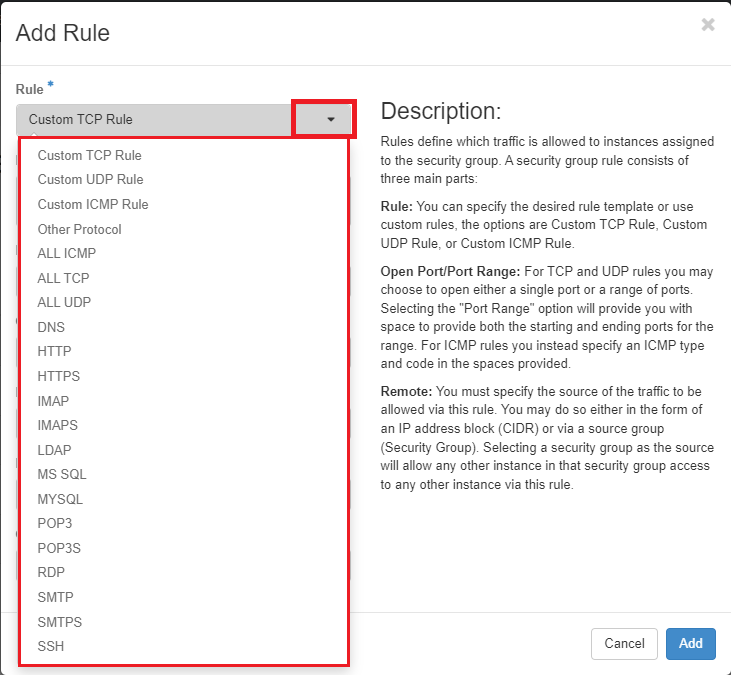 Add Rule
×
Rule *
Custom TCP Rule
Custom TCP Rule
Custom UDP Rule
Custom ICMP Rule
Other Protocol
ALL ICMP
ALL TCP
ALL UDP
DNS
HTTP
HTTPS
IMAP
IMAPS
LDAP
MS SQL
MYSQL
POP3
POP3S
RDP
SMTP
SMTPS
SSH
Description:
Rules define which traffic is allowed to instances assigned
to the security group. A security group rule consists of
three main parts:
Rule: You can specify the desired rule template or use
custom rules, the options are Custom TCP Rule, Custom
UDP Rule, or Custom ICMP Rule.
Open Port/Port Range: For TCP and UDP rules you may
choose to open either a single port or a range of ports.
Selecting the "Port Range" option will provide you with
space to provide both the starting and ending ports for the
range. For ICMP rules you instead specify an ICMP type
and code in the spaces provided.
Remote: You must specify the source of the traffic to be
allowed via this rule. You may do so either in the form of
an IP address block (CIDR) or via a source group
(Security Group). Selecting a security group as the source
will allow any other instance in that security group access
to any other instance via this rule.
Cancel
Add